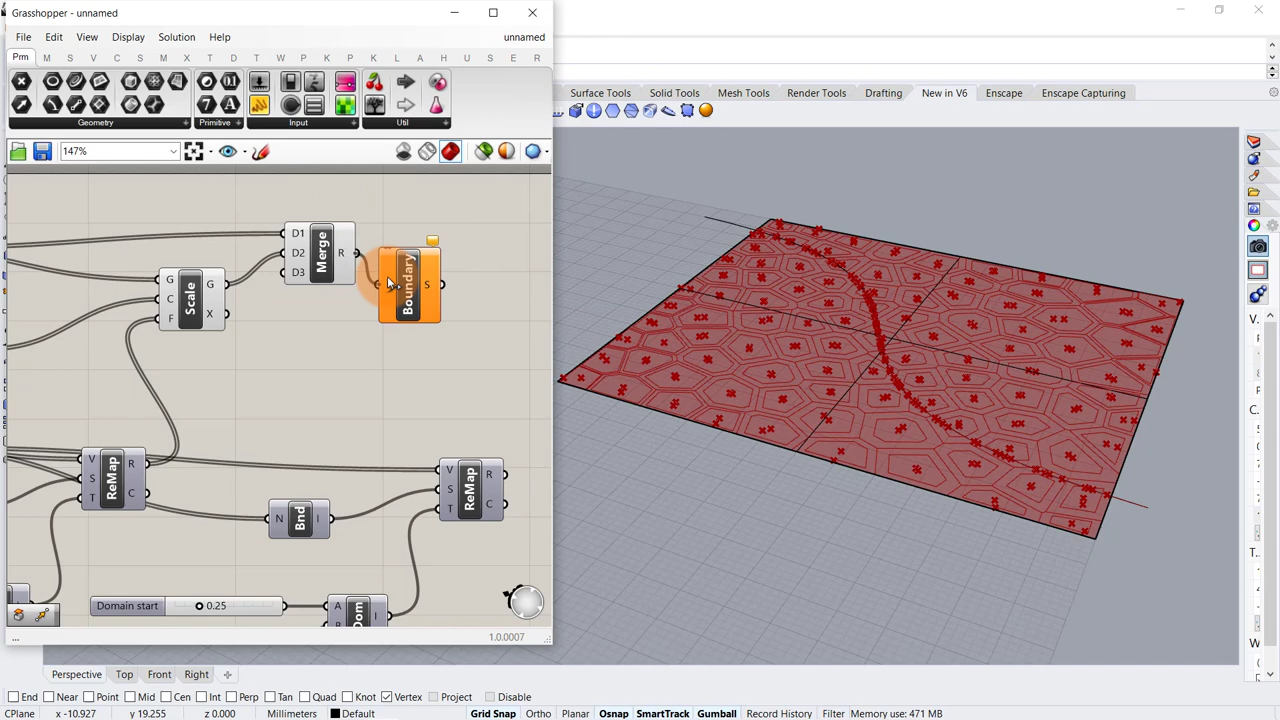 Grasshopper - unnamed
File Edit View Display Solution Help unnamed
Prm M S V C S M X T D T W P K L A H U S E R
Geometry Primitive Input Util
147%
Surface Tools Solid Tools Mesh Tools Render Tools Drafting New in V6 Enscape Enscape Capturing
D1 D2 D3 Merge R
G C F Scale G X
Boundary S
V S T ReMap R C
N Bnd I
V S T ReMap R C
Domain start 0.25
A Dom I
... 1.0.0007
Perspective Top Front Right
End Near Point Mid Cen Int Perp Tan Quad Knot Vertex Project Disable
CPlane x -10.927 y 19.255 z 0.000 Millimeters Default Grid Snap Ortho Planar Osnap SmartTrack Gumball Record History Filter Memory use: 471 MB